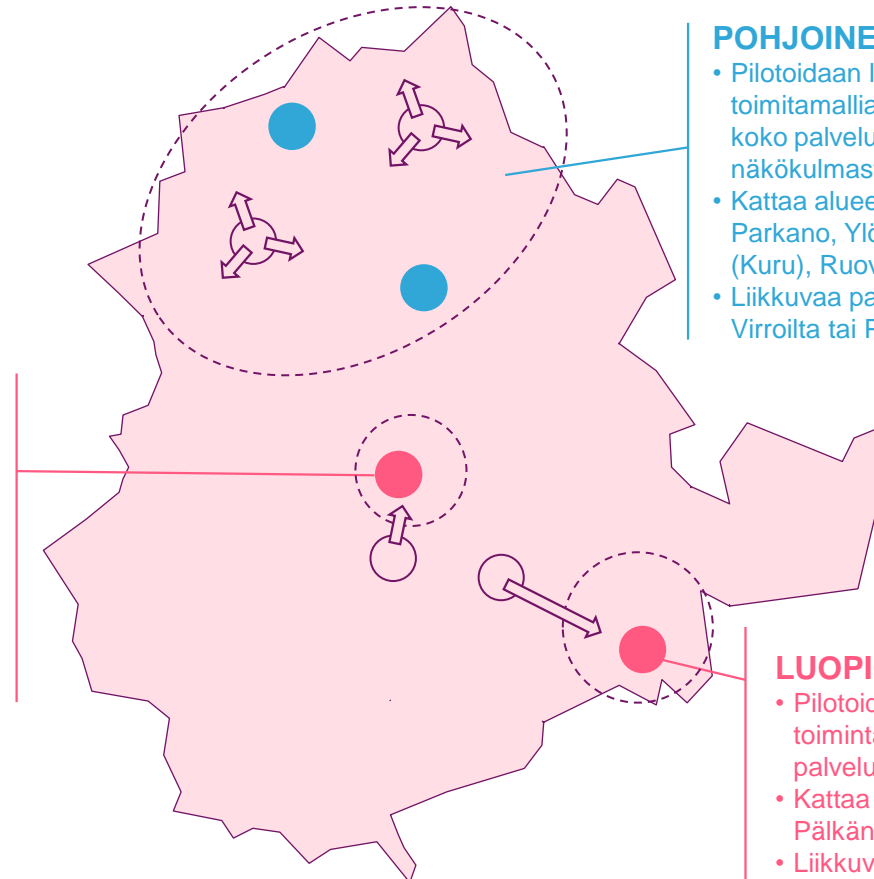 POHJOINE
• Pilotoidaan l
toimitamallia
koko palvelu
näkökulmas
• Kattaa aluee
Parkano, Ylö
(Kuru), Ruov
• Liikkuvaa pa
Virroilta tai P
LUOPI
• Pilotoid
toiminta
palvelu
• Kattaa
Pälkän
• Liikkuv